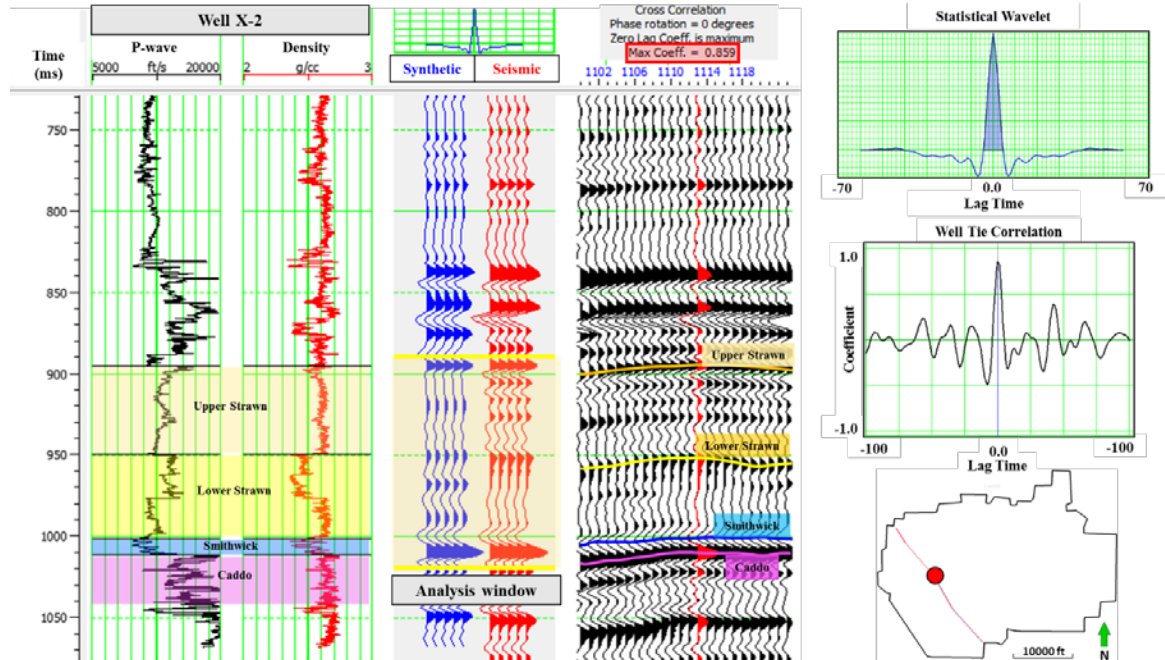 Well X-2
Time
(ms)
P-wave
5000 ft/s 20000
Density
2 g/cc 3
Synthetic
Seismic
Cross Correlation
Phase rotation = 0 degrees
Zero Lag Coeff. is maximum
Max Coeff. = 0.859
1102 1106 1110 1112 1114 1118
750
800
850
900
950
1000
1050
Upper Strawn
Lower Strawn
Smithwick
Caddo
Analysis window
Upper Strawn
Lower Strawn
Smithwick
Caddo
Statistical Wavelet
-70 0.0 70
Lag Time
Well Tie Correlation
1.0
Coefficient
-1.0
-100 0.0 -100
Lag Time
10000 ft
N